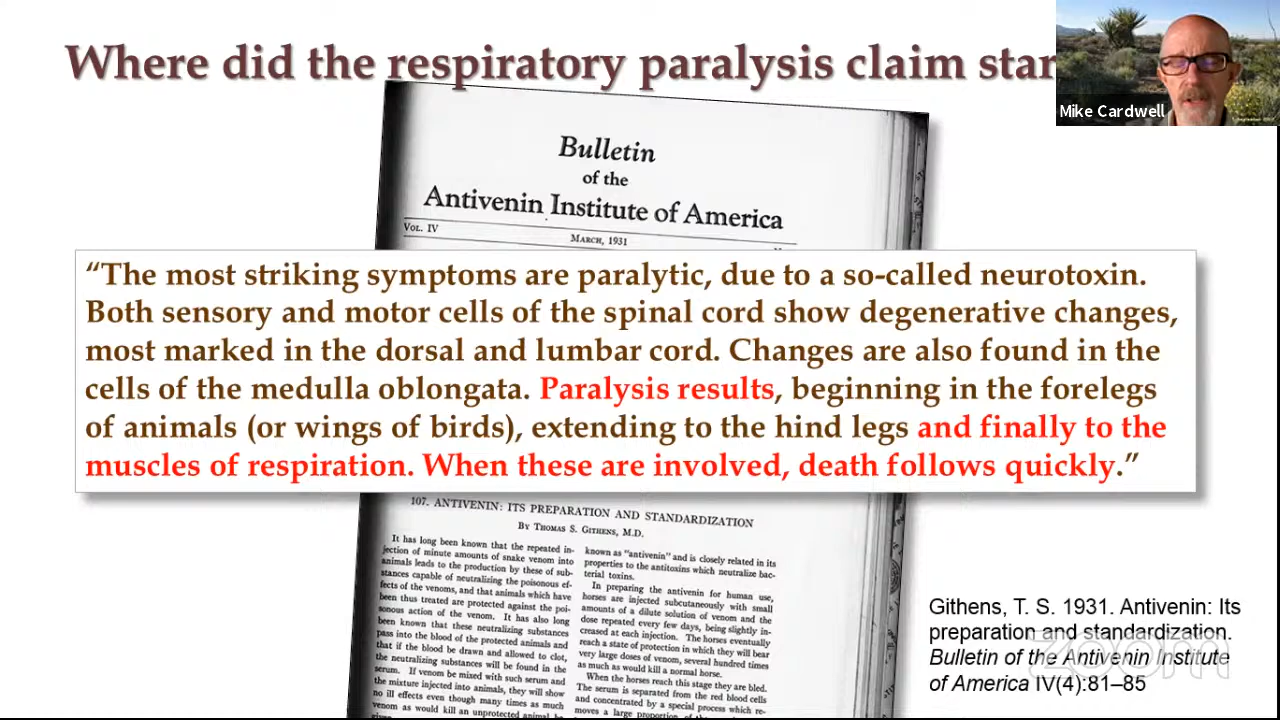 Where did the respiratory paralysis claim star
Mike Cardwell
Bulletin
of the
Antivenin Institute of America
VOL. IV
MARCH, 1931
“The most striking symptoms are paralytic, due to a so-called neurotoxin.
Both sensory and motor cells of the spinal cord show degenerative changes,
most marked in the dorsal and lumbar cord. Changes are also found in the
cells of the medulla oblongata. Paralysis results, beginning in the forelegs
of animals (or wings of birds), extending to the hind legs and finally to the
muscles of respiration. When these are involved, death follows quickly.”
107. ANTIVENIN: ITS PREPARATION AND STANDARDIZATION
BY THOMAS S. GITHENS, M.D.
It has long been known that the repeated in-
jection of minute amounts of snake venom into
animals leads to the production by these of sub-
stances capable of neutralizing the poisonous ef-
fects of the venoms, and that animals which have
been thus treated are protected against the poi-
sonous action of the venom. It has also long
been known that these neutralizing substances
pass into the blood of the protected animals and
that if the blood be drawn and allowed to clot,
the neutralizing substances will be found in the
serum. If venom be mixed with such serum and
the mixture injected into animals, they will show
no ill effects even though many times as much
venom as would kill an unprotected animal be
known as "antivenin" and is closely related in its
properties to the antitoxins which neutralize bac-
terial toxins.
In preparing the antivenin for human use,
horses are injected subcutaneously with small
amounts of a dilute solution of venom and the
dose repeated every few days, being slightly in-
creased at each injection. The horses eventually
reach a state of protection in which they will bear
very large doses of venom, several hundred times
as much as would kill a normal horse.
When the horses reach this stage they are bled.
The serum is separated from the red blood cells
and concentrated by a special process which re-
moves a large proportion of the
Githens, T. S. 1931. Antivenin: Its
preparation and standardization.
Bulletin of the Antivenin Institute
of America IV(4):81–85
zoom